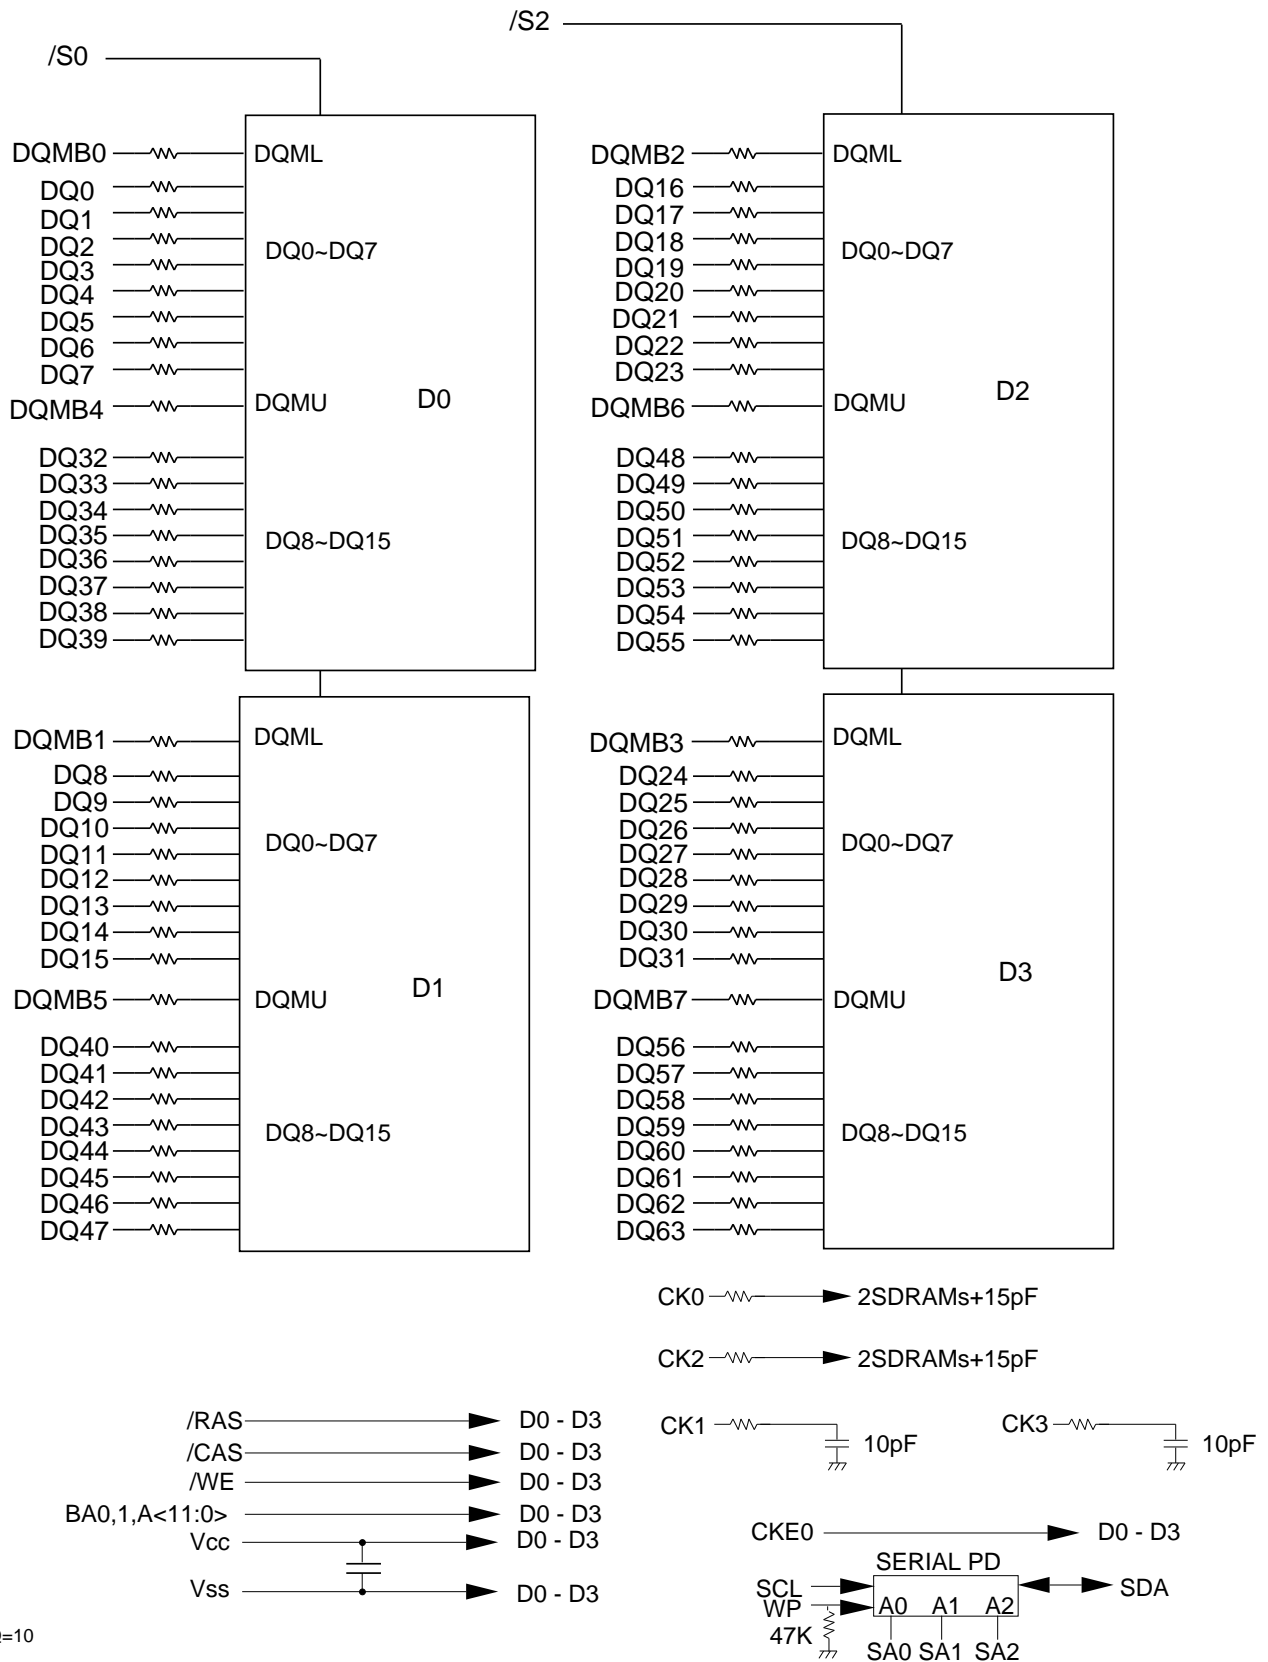 /S0
/S2
DQMB0
DQML
DQ0
DQ1
DQ2
DQ0~DQ7
DQ3
DQ4
DQ5
DQ6
DQ7
DQMB4
DQMU
D0
DQ32
DQ33
DQ34
DQ35
DQ8~DQ15
DQ36
DQ37
DQ38
DQ39
DQMB2
DQML
DQ16
DQ17
DQ18
DQ0~DQ7
DQ19
DQ20
DQ21
DQ22
DQ23
DQMB6
DQMU
D2
DQ48
DQ49
DQ50
DQ51
DQ8~DQ15
DQ52
DQ53
DQ54
DQ55
DQMB1
DQML
DQ8
DQ9
DQ10
DQ0~DQ7
DQ11
DQ12
DQ13
DQ14
DQ15
DQMB5
DQMU
D1
DQ40
DQ41
DQ42
DQ43
DQ8~DQ15
DQ44
DQ45
DQ46
DQ47
DQMB3
DQML
DQ24
DQ25
DQ26
DQ0~DQ7
DQ27
DQ28
DQ29
DQ30
DQ31
DQMB7
DQMU
D3
DQ56
DQ57
DQ58
DQ59
DQ8~DQ15
DQ60
DQ61
DQ62
DQ63
CK0 2SDRAMs+15pF
CK2 2SDRAMs+15pF
CK1 10pF
CK3 10pF
/RAS D0 - D3
/CAS D0 - D3
/WE D0 - D3
BA0,1,A<11:0> D0 - D3
Vcc D0 - D3
Vss D0 - D3
CKE0 D0 - D3
SERIAL PD
SCL
SDA
WP
A0 A1 A2
47K
SA0 SA1 SA2
=10